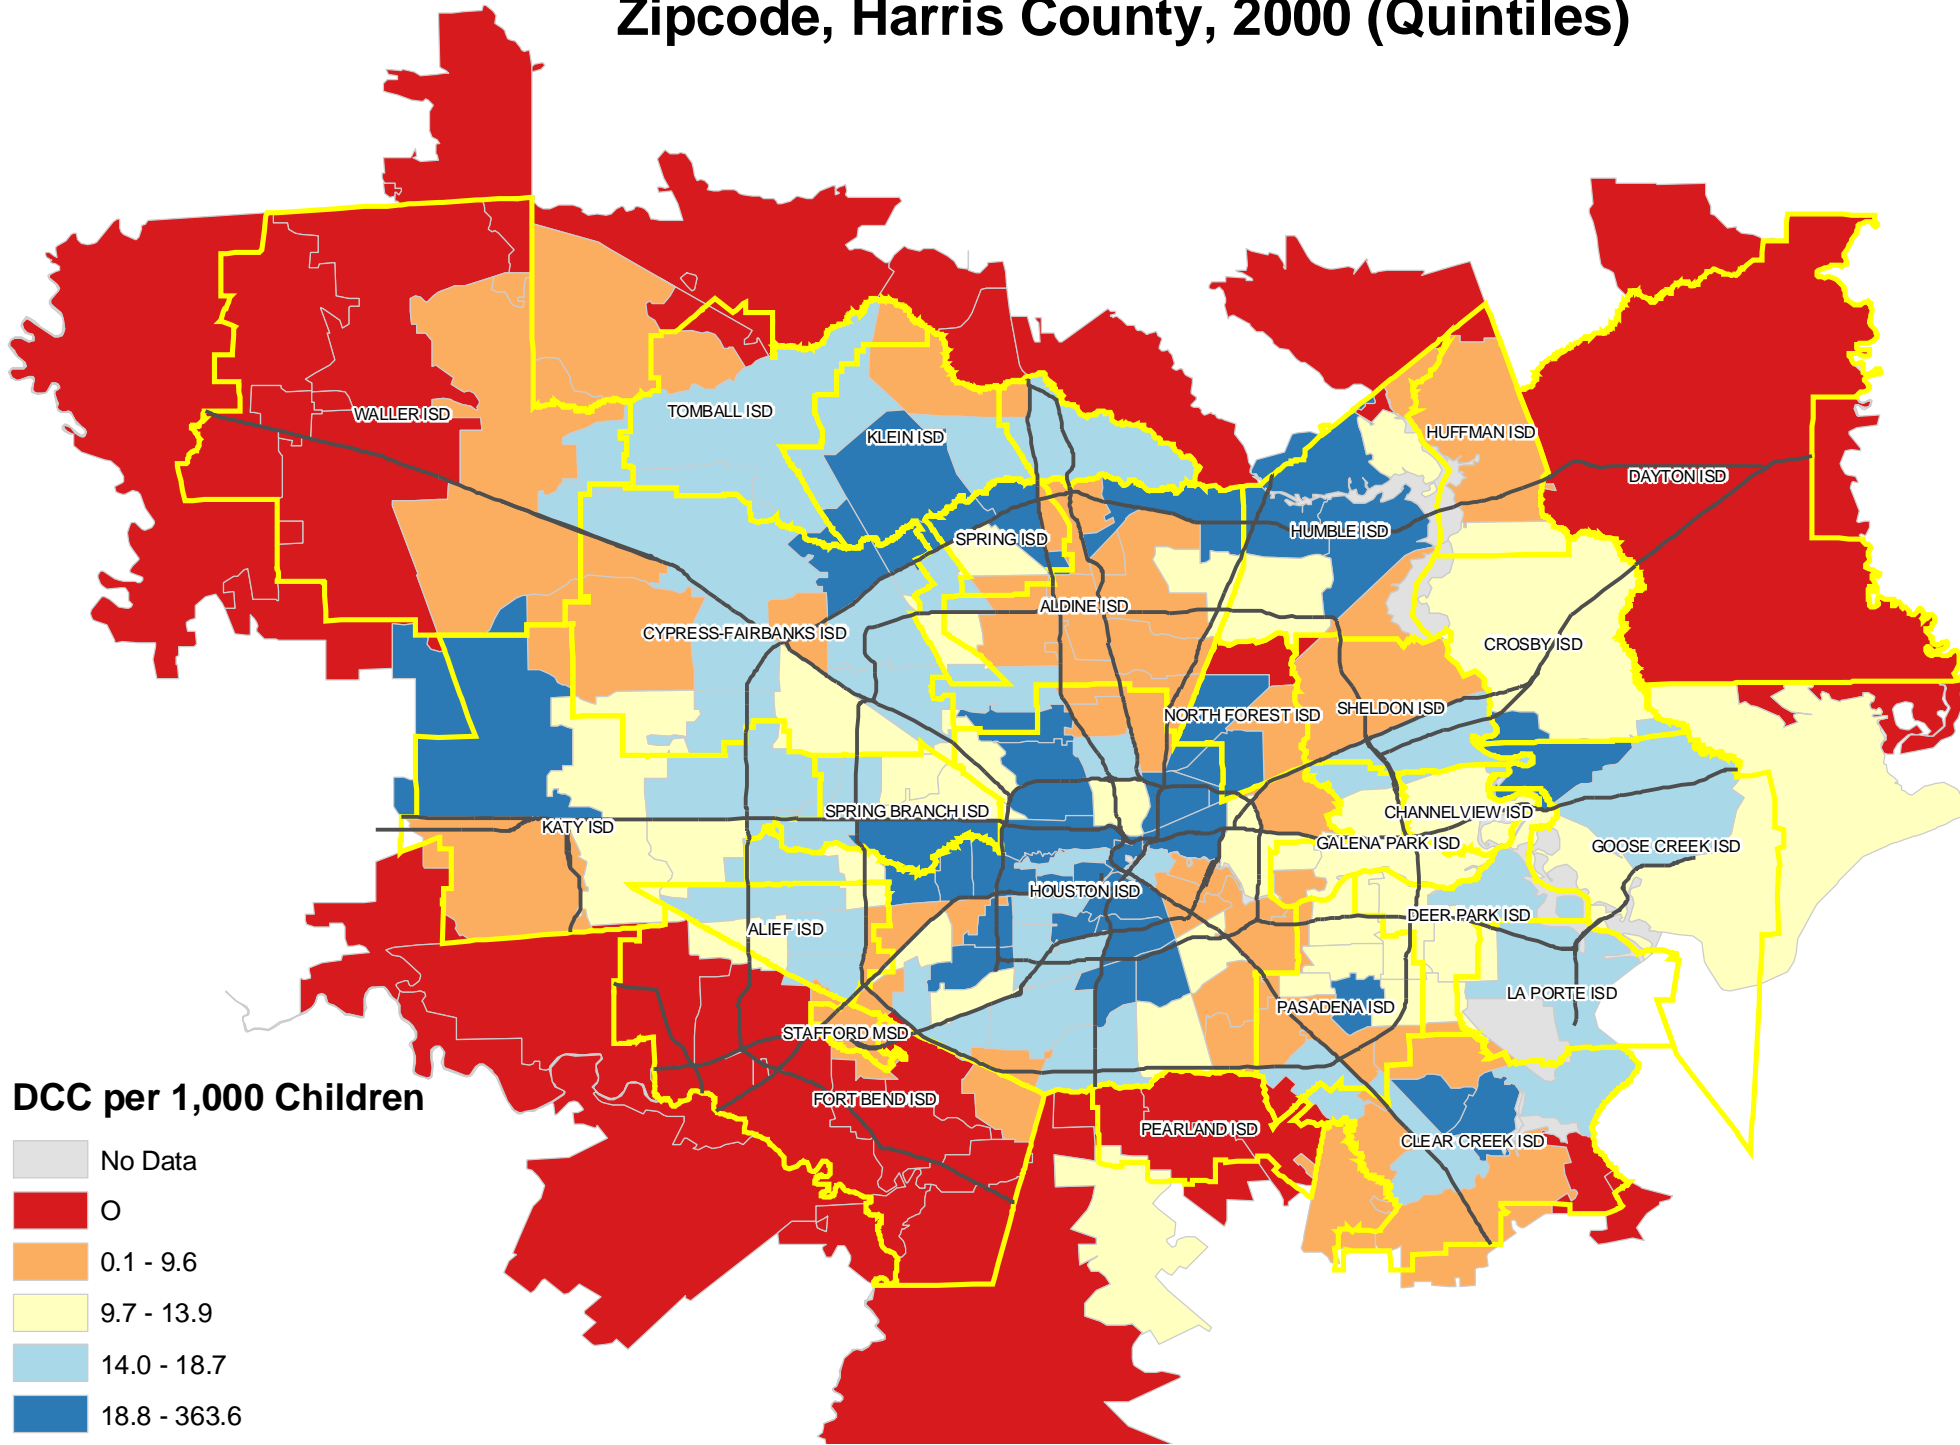 Zipcode, Harris County, 2000 (Quintiles)
WALLER ISD
TOMBALL ISD
KLEIN ISD
HUFFMAN ISD
DAYTON ISD
SPRING ISD
HUMBLE ISD
ALDINE ISD
CYPRESS-FAIRBANKS ISD
CROSBY ISD
NORTH FOREST ISD
SHELDON ISD
SPRING BRANCH ISD
CHANNELVIEW ISD
KATY ISD
GALENA PARK ISD
GOOSE CREEK ISD
HOUSTON ISD
DEER PARK ISD
ALIEF ISD
LA PORTE ISD
PASADENA ISD
STAFFORD MSD
FORT BEND ISD
PEARLAND ISD
CLEAR CREEK ISD
DCC per 1,000 Children
No Data
O
0.1 - 9.6
9.7 - 13.9
14.0 - 18.7
18.8 - 363.6